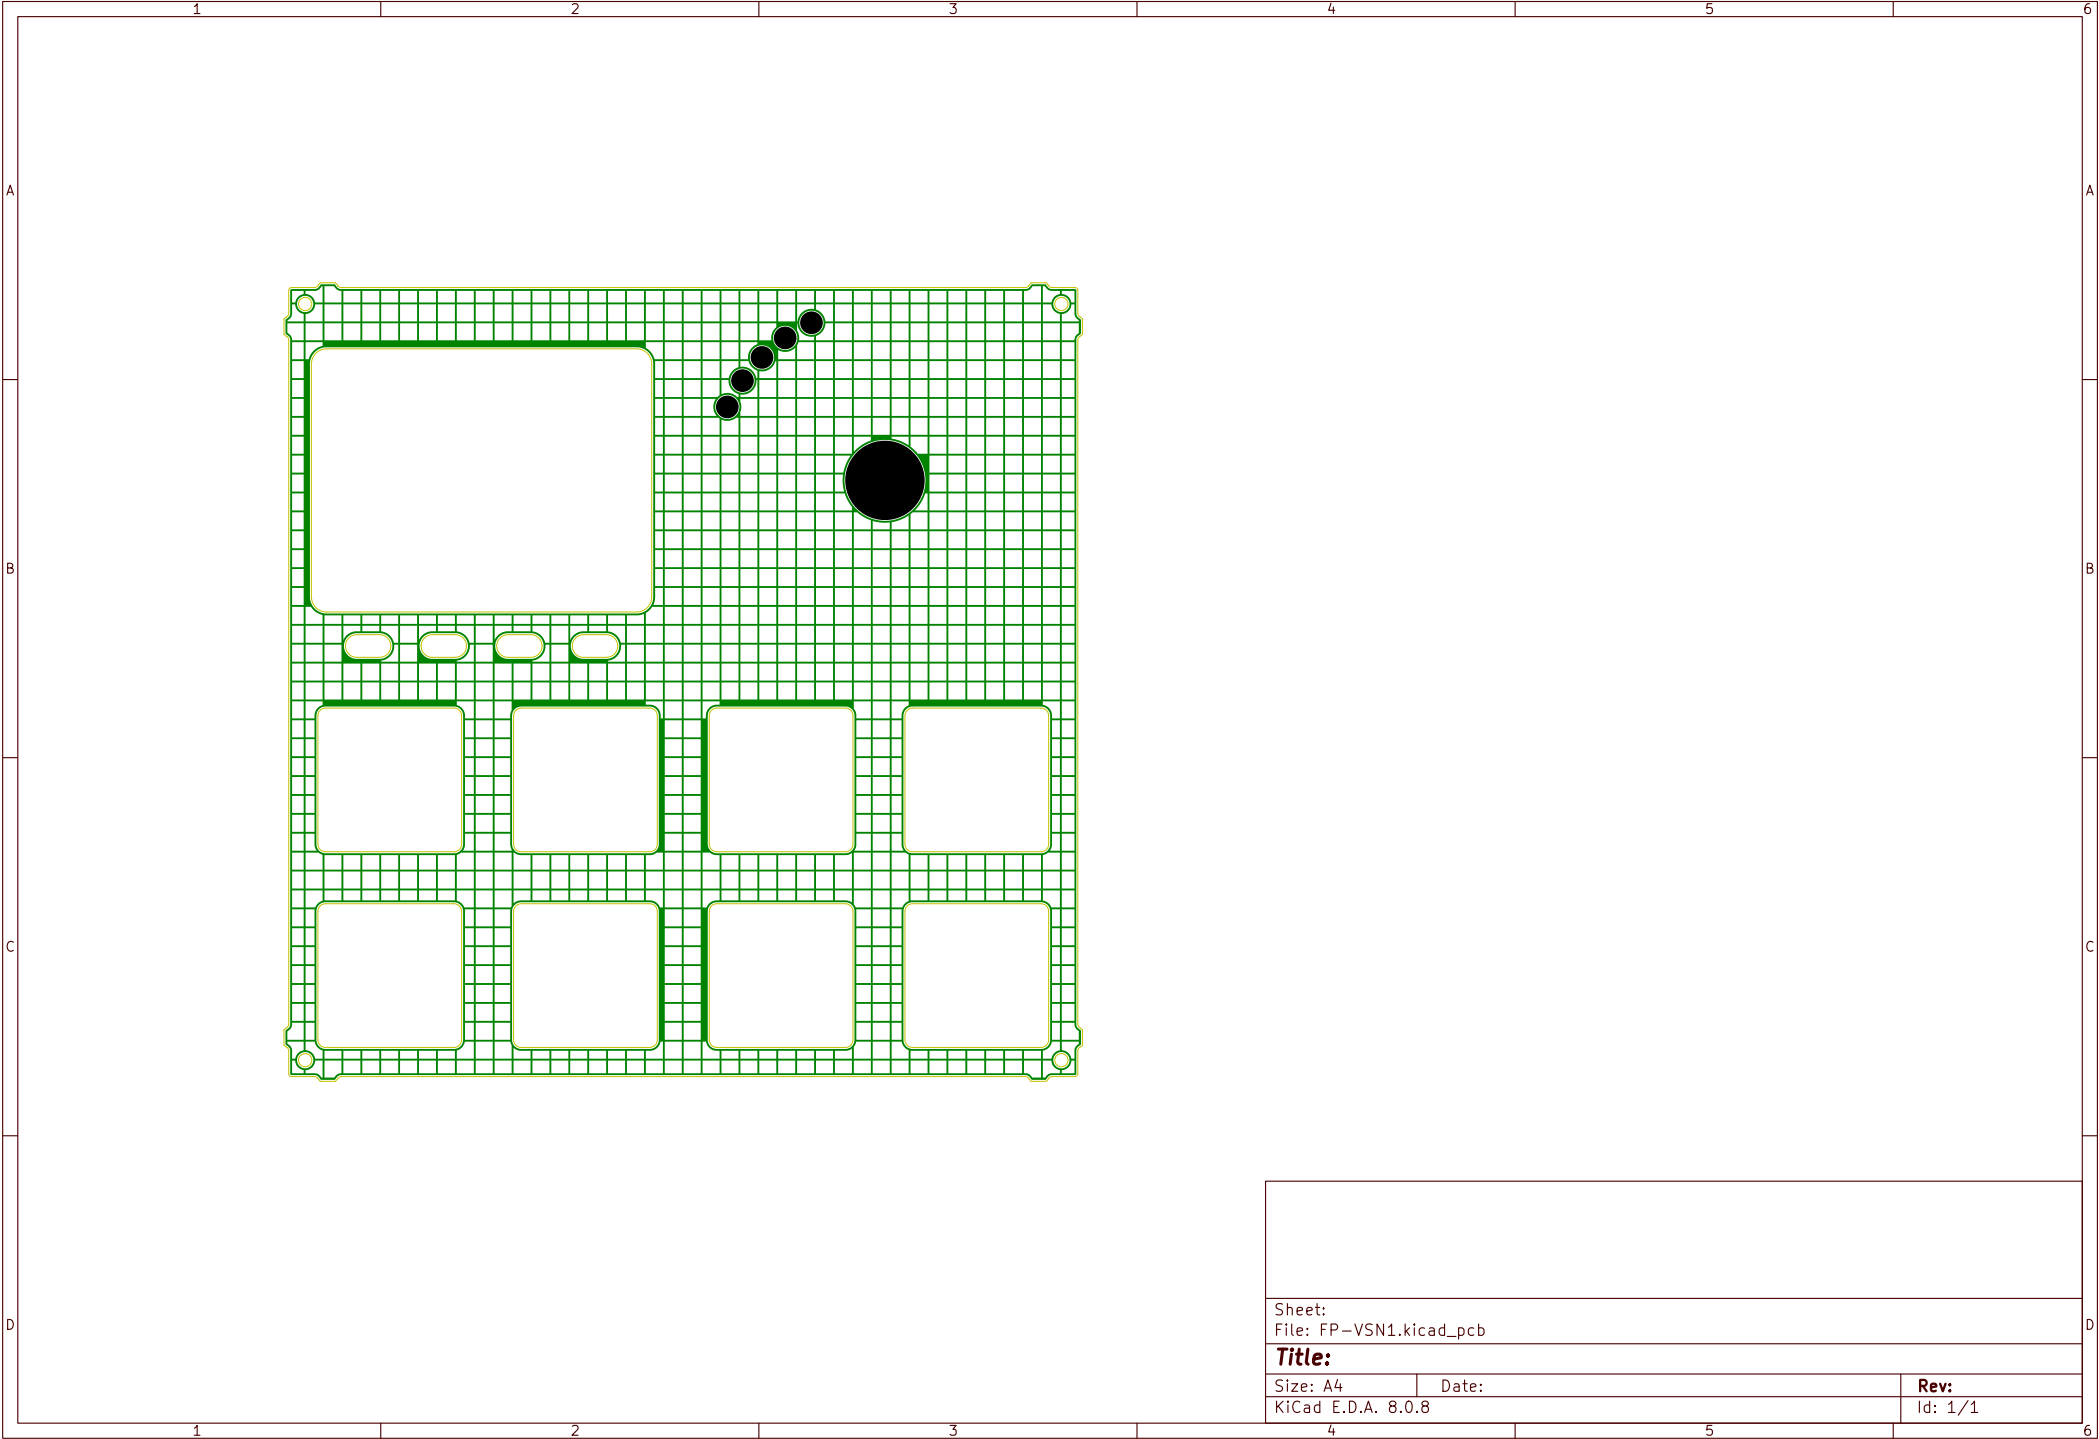 1 2 3 4 5 6
A A
B B
C C
D D
Sheet:
File: FP-VSN1.kicad_pcb
Title:
Size: A4 Date: Rev:
KiCad E.D.A. 8.0.8 Id: 1/1
1 2 3 4 5 6